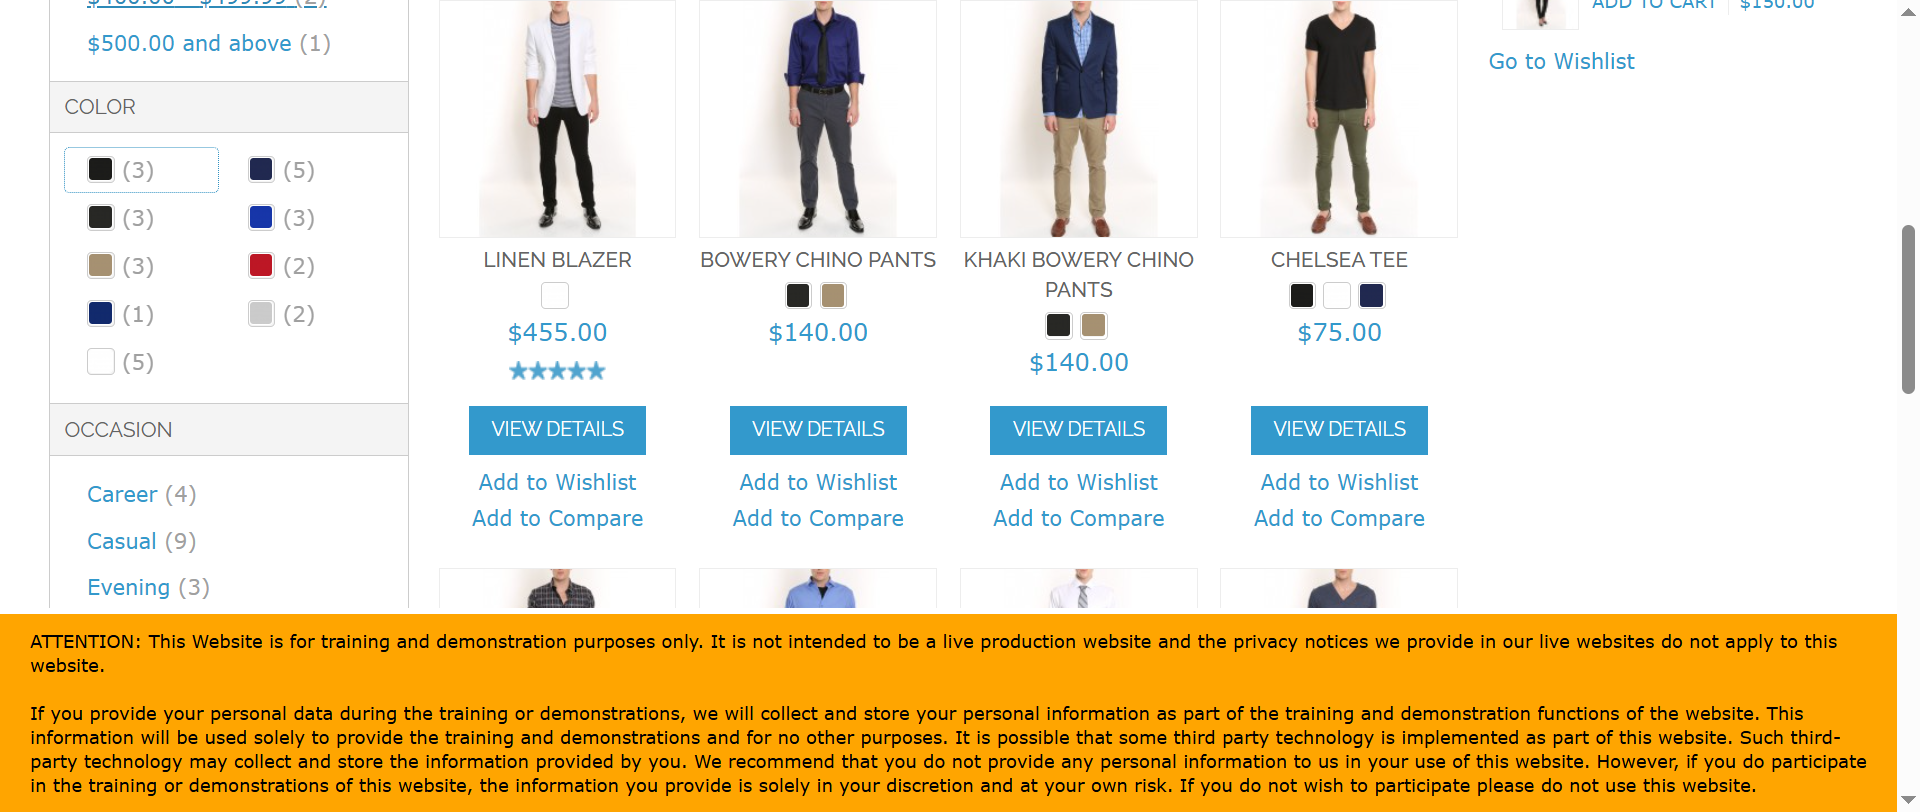 $400.00 - $499.99 (2)
$500.00 and above (1)
COLOR
(3)
(5)
(3)
(3)
(3)
(2)
(1)
(2)
(5)
OCCASION
Career (4)
Casual (9)
Evening (3)
LINEN BLAZER
$455.00
VIEW DETAILS
Add to Wishlist
Add to Compare
BOWERY CHINO PANTS
$140.00
VIEW DETAILS
Add to Wishlist
Add to Compare
KHAKI BOWERY CHINO
PANTS
$140.00
VIEW DETAILS
Add to Wishlist
Add to Compare
CHELSEA TEE
$75.00
VIEW DETAILS
Add to Wishlist
Add to Compare
ADD TO CART $150.00
Go to Wishlist
ATTENTION: This Website is for training and demonstration purposes only. It is not intended to be a live production website and the privacy notices we provide in our live websites do not apply to this
website.
If you provide your personal data during the training or demonstrations, we will collect and store your personal information as part of the training and demonstration functions of the website. This
information will be used solely to provide the training and demonstrations and for no other purposes. It is possible that some third party technology is implemented as part of this website. Such third-
party technology may collect and store the information provided by you. We recommend that you do not provide any personal information to us in your use of this website. However, if you do participate
in the training or demonstrations of this website, the information you provide is solely in your discretion and at your own risk. If you do not wish to participate please do not use this website.